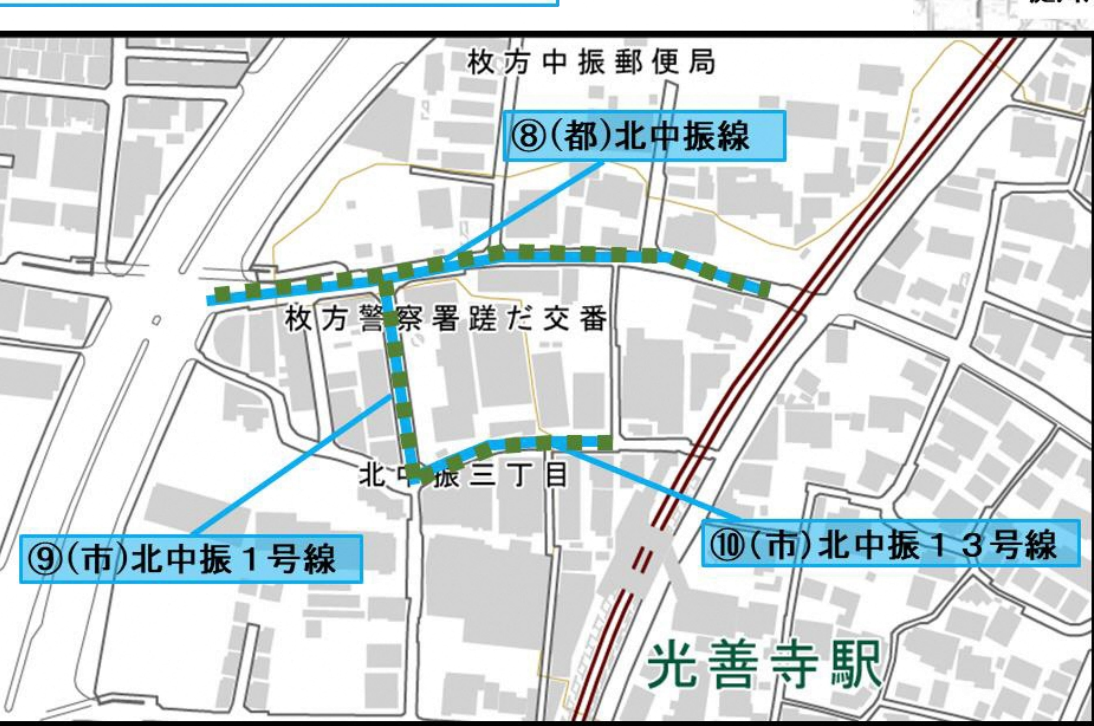 枚方中振郵便局
⑧(都)北中振線
枚方警察署蹉だ交番
北中振三丁目
⑨(市)北中振１号線
⑩(市)北中振１３号線
光善寺駅